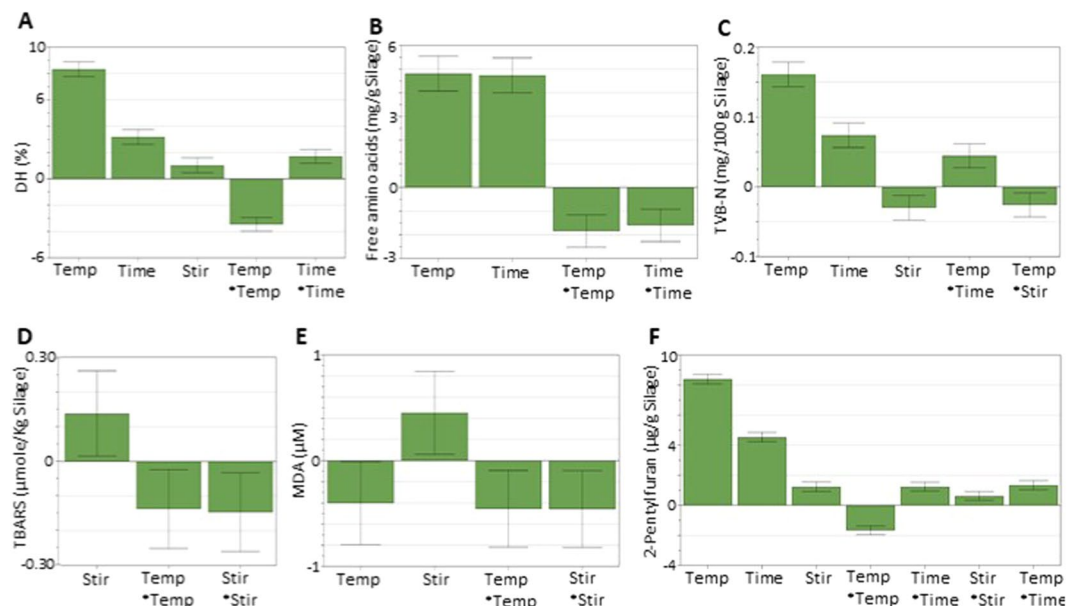 A
DH (%)
10
6
0
-6
Temp Time Stir Temp Time
*Temp *Time
B
Free amino acids (mg/g Silage)
6
4
0
-3
Temp Time Temp Time
*Temp *Time
C
TVB-N (mg/100 g Silage)
0.2
0.1
0
-0.1
Temp Time Stir Temp Temp
*Time *Stir
D
TBARS (µmole/Kg Silage)
0.30
0
-0.30
Stir Temp Stir
*Temp *Stir
E
MDA (µM)
1
0
-1
Temp Stir Temp Stir
*Temp *Stir
F
2-Pentylfuran (µg/g Silage)
10
4
0
-4
Temp Time Stir Temp Time Stir Temp
*Temp *Time *Stir *Time